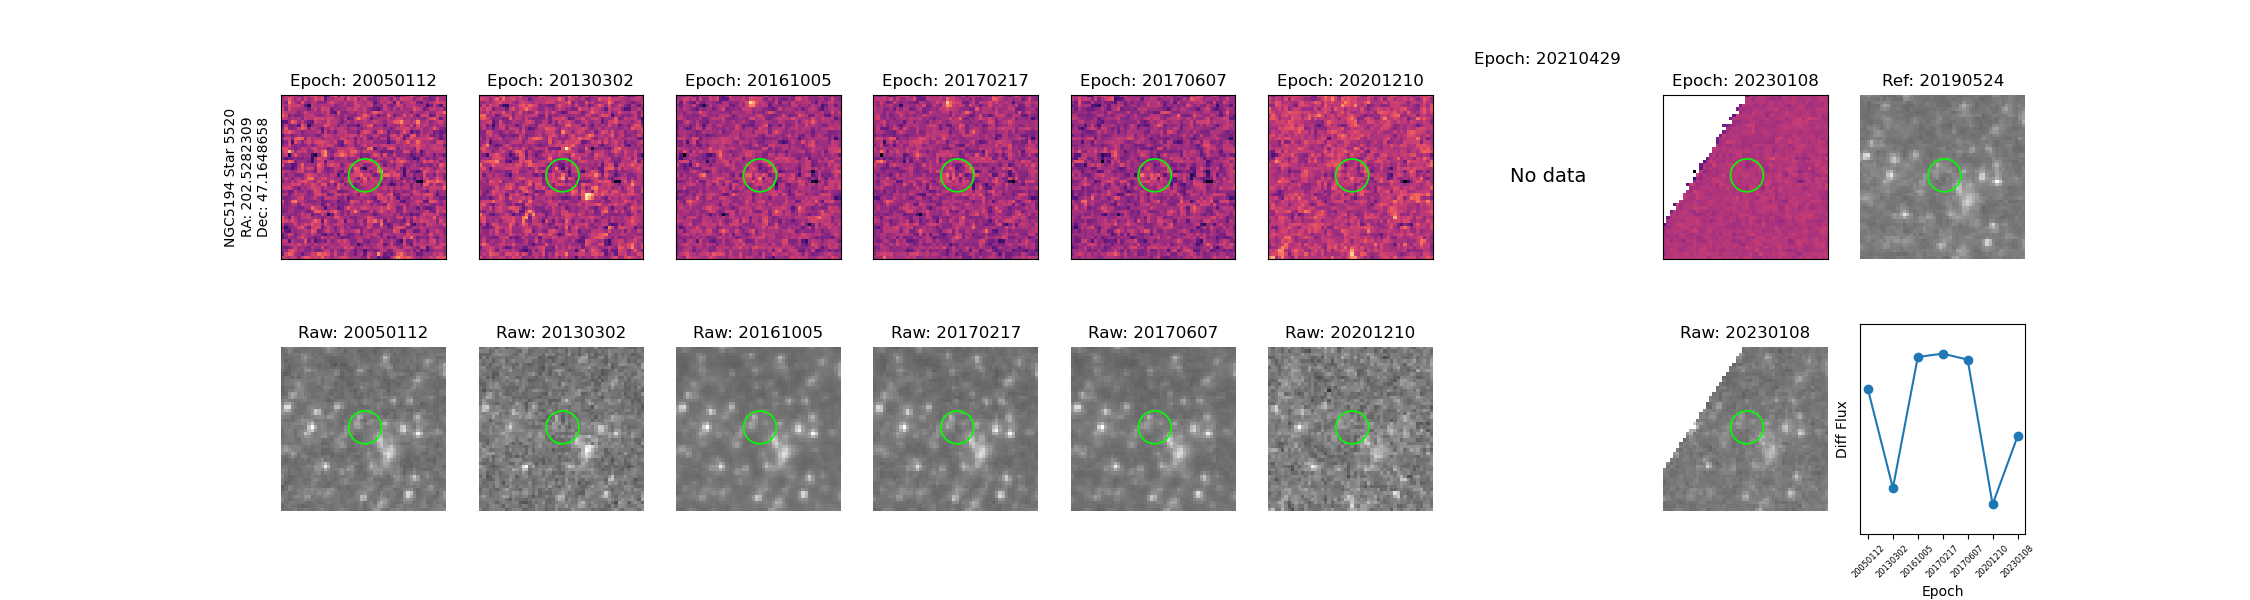 NGC5194 Star 5520
RA: 202.5282309
Dec: 47.1648658
Epoch: 20050112
Epoch: 20130302
Epoch: 20161005
Epoch: 20170217
Epoch: 20170607
Epoch: 20201210
Epoch: 20210429
No data
Epoch: 20230108
Ref: 20190524
Raw: 20050112
Raw: 20130302
Raw: 20161005
Raw: 20170217
Raw: 20170607
Raw: 20201210
Raw: 20230108
Diff Flux
20050112
20130302
20161005
20170217
20170607
20201210
20230108
Epoch